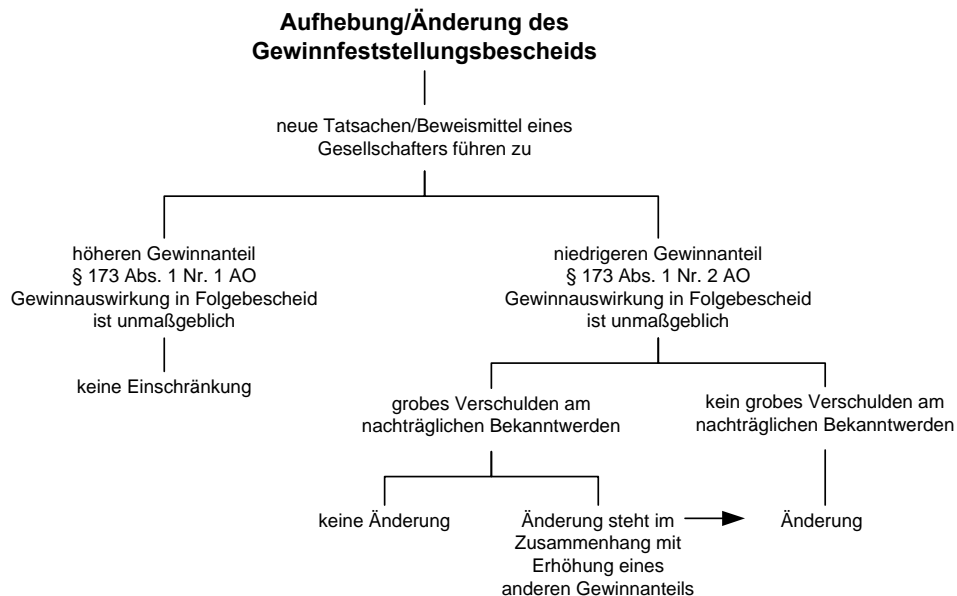 Aufhebung/Änderung des
Gewinnfeststellungsbescheids
neue Tatsachen/Beweismittel eines
Gesellschafters führen zu
höheren Gewinnanteil
§ 173 Abs. 1 Nr. 1 AO
Gewinnauswirkung in Folgebescheid
ist unmaßgeblich
niedrigeren Gewinnanteil
§ 173 Abs. 1 Nr. 2 AO
Gewinnauswirkung in Folgebescheid
ist unmaßgeblich
keine Einschränkung
grobes Verschulden am
nachträglichen Bekanntwerden
kein grobes Verschulden am
nachträglichen Bekanntwerden
keine Änderung
Änderung steht im
Zusammenhang mit
Erhöhung eines
anderen Gewinnanteils
Änderung